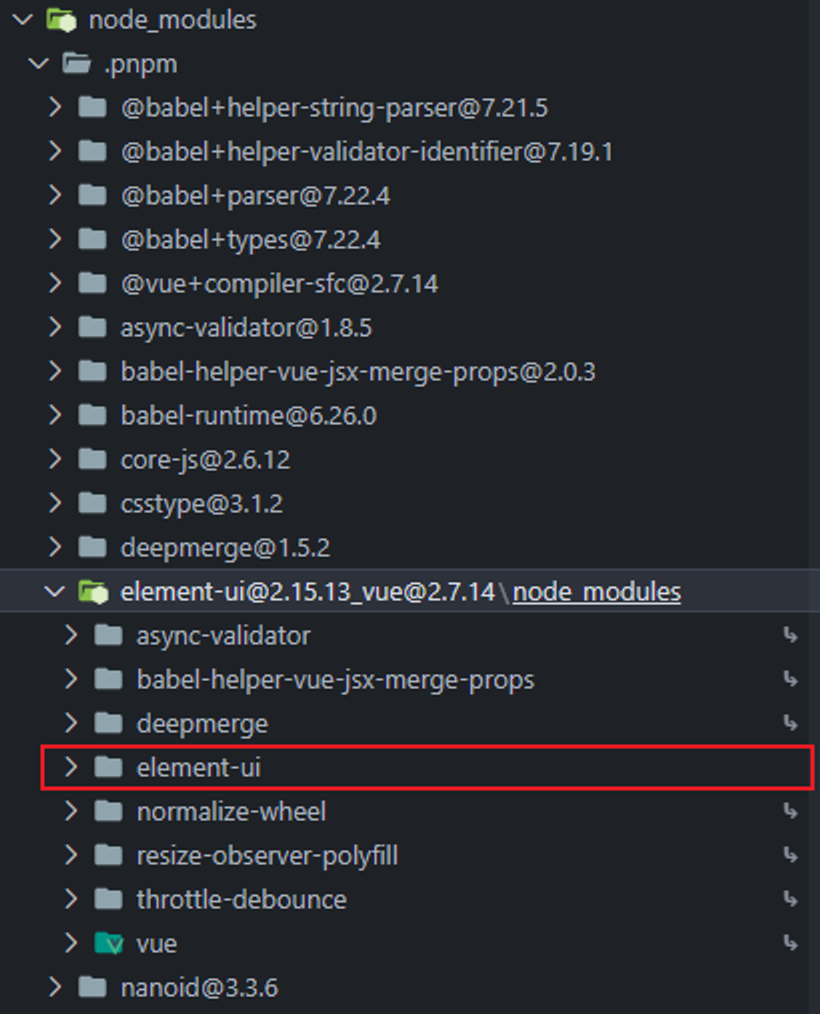 node_modules
.pnpm
@babel+helper-string-parser@7.21.5
@babel+helper-validator-identifier@7.19.1
@babel+parser@7.22.4
@babel+types@7.22.4
@vue+compiler-sfc@2.7.14
async-validator@1.8.5
babel-helper-vue-jsx-merge-props@2.0.3
babel-runtime@6.26.0
core-js@2.6.12
csstype@3.1.2
deepmerge@1.5.2
element-ui@2.15.13_vue@2.7.14\node_modules
async-validator
babel-helper-vue-jsx-merge-props
deepmerge
element-ui
normalize-wheel
resize-observer-polyfill
throttle-debounce
vue
nanoid@3.3.6